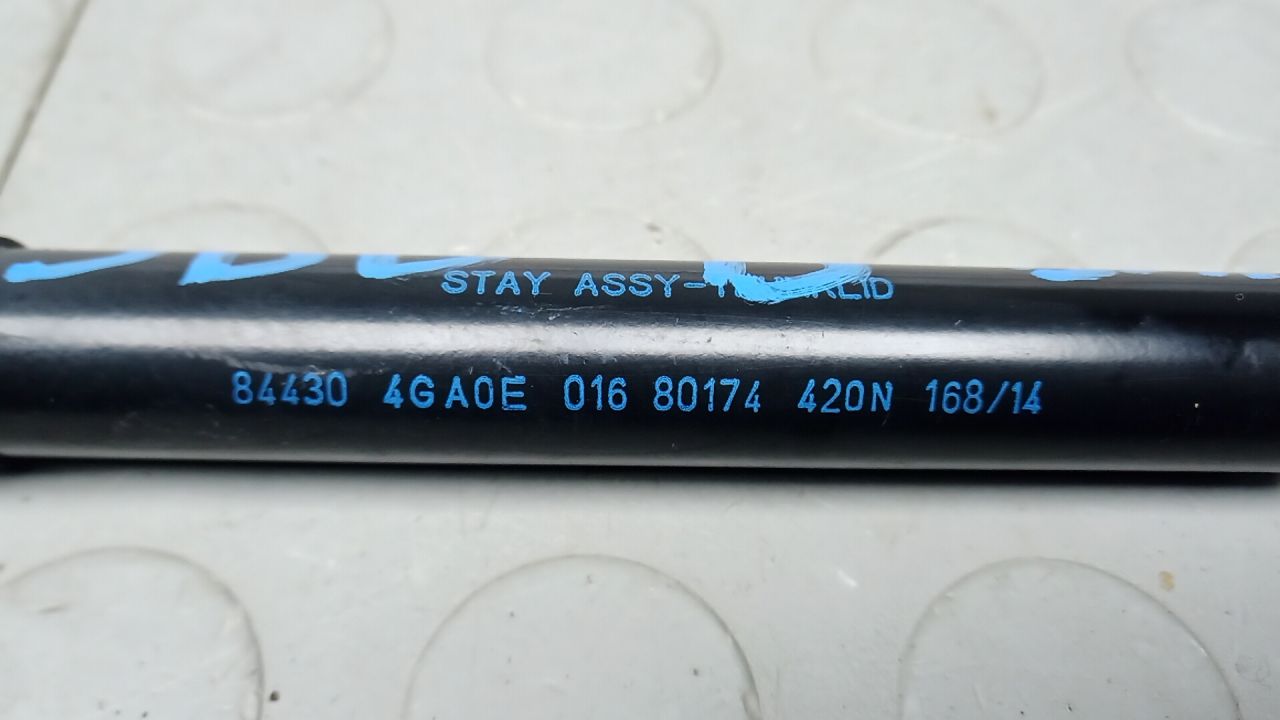 STAY ASSY-
84430 4GA0E 016 80174 420N 168/14